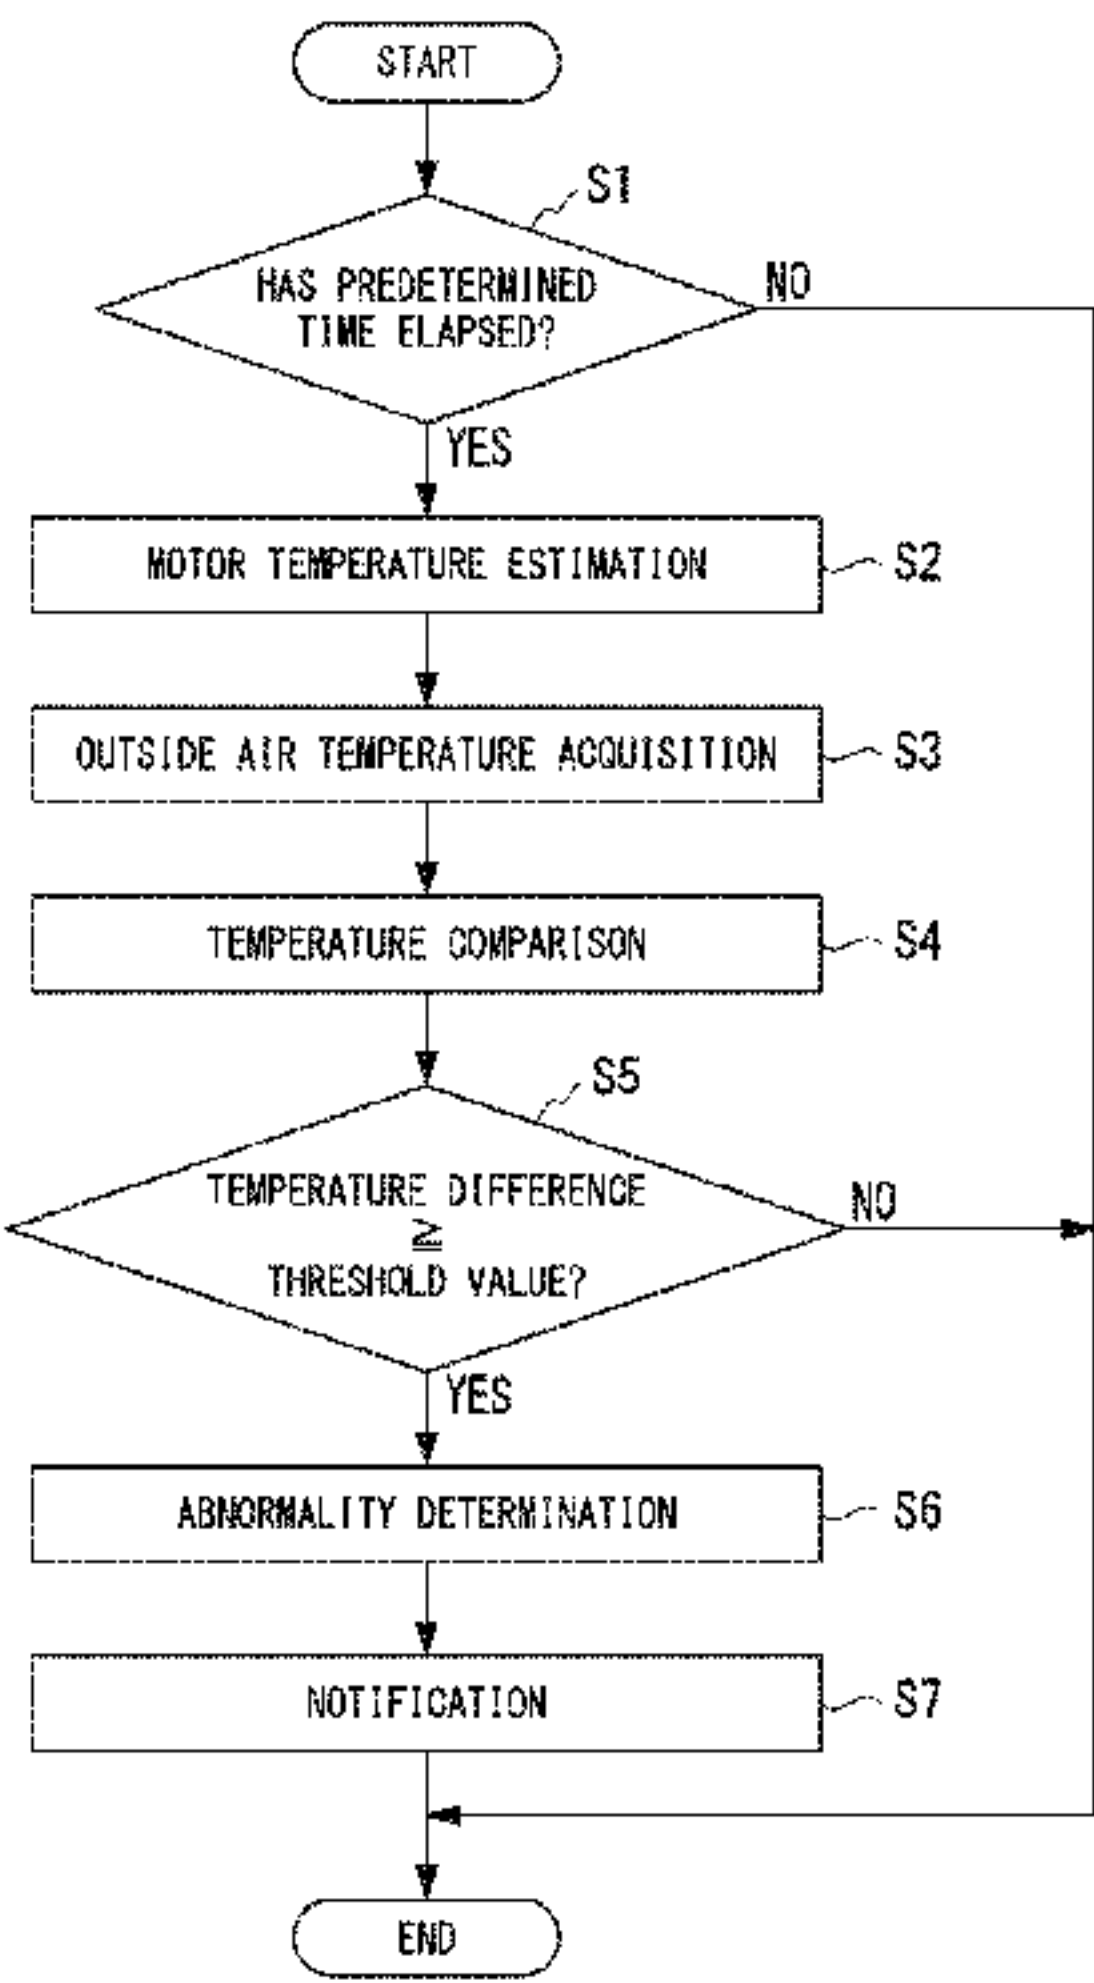 START
S1
HAS PREDETERMINED
TIME ELAPSED?
NO
YES
MOTOR TEMPERATURE ESTIMATION
S2
OUTSIDE AIR TEMPERATURE ACQUISITION
S3
TEMPERATURE COMPARISON
S4
S5
TEMPERATURE DIFFERENCE
≧
THRESHOLD VALUE?
NO
YES
ABNORMALITY DETERMINATION
S6
NOTIFICATION
S7
END